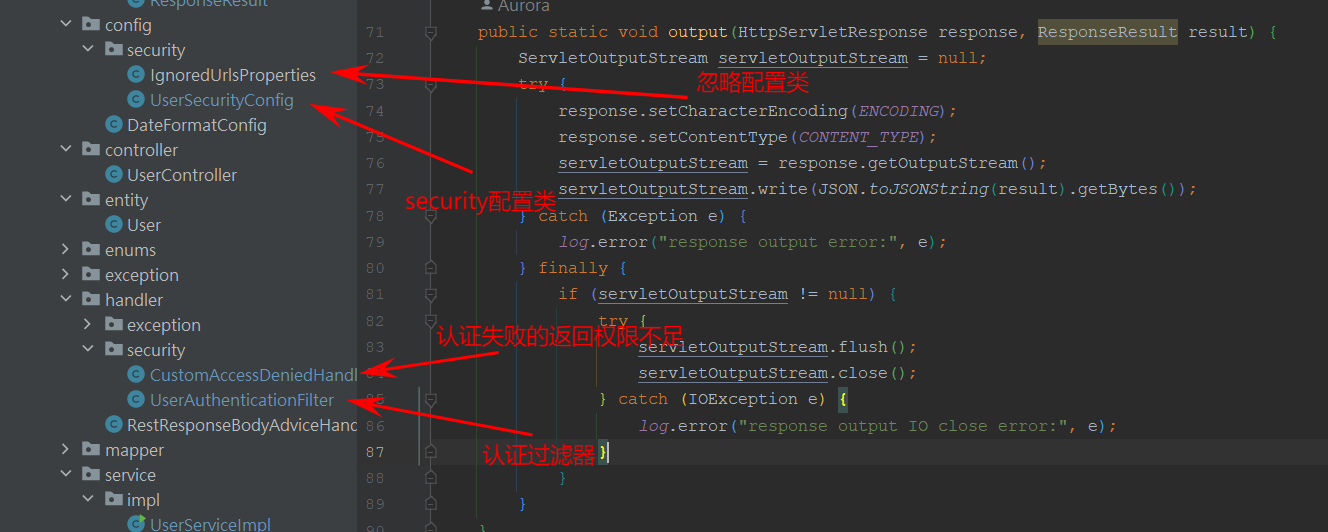 ResponseResult
config
security
IgnoredUrlsProperties
UserSecurityConfig
DateFormatConfig
controller
UserController
entity
User
enums
exception
handler
exception
security
CustomAccessDeniedHandl
UserAuthenticationFilter
RestResponseBodyAdviceHand
mapper
service
impl
UserServiceImpl
Aurora
71 public static void output(HttpServletResponse response, ResponseResult result) {
72 ServletOutputStream servletOutputStream = null;
73 try {
忽略配置类
74 response.setCharacterEncoding(ENCODING);
75 response.setContentType(CONTENT_TYPE);
76 servletOutputStream = response.getOutputStream();
77 servletOutputStream.write(JSON.toJSONString(result).getBytes());
security配置类
78 } catch (Exception e) {
79 log.error("response output error:", e);
80 } finally {
81 if (servletOutputStream != null) {
82 try {
认证失败的返回权限不足
83 servletOutputStream.flush();
84 servletOutputStream.close();
85 } catch (IOException e) {
86 log.error("response output IO close error:", e);
87 }
认证过滤器
88 }
89 }
90 }